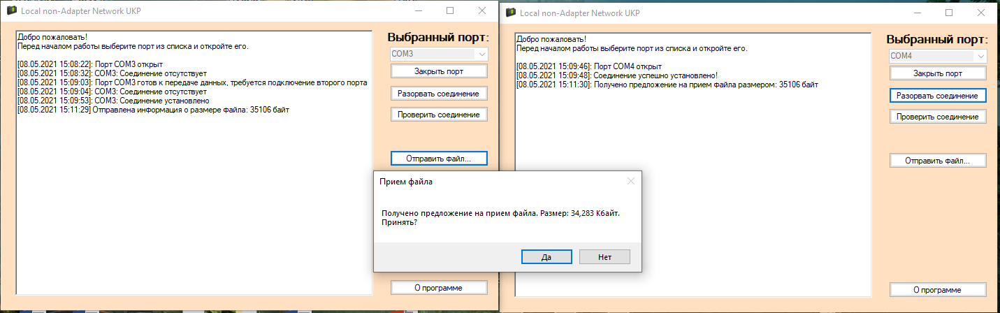 Local non-Adapter Network UKP
Добро пожаловать!
Перед началом работы выберите порт из списка и откройте его.
[08.05.2021 15:08:22]: Порт COM3 открыт
[08.05.2021 15:08:32]: COM3: Соединение отсутствует
[08.05.2021 15:09:03]: Порт COM3 готов к передаче данных, требуется подключение второго порта
[08.05.2021 15:09:04]: COM3: Соединение отсутствует
[08.05.2021 15:09:53]: COM3: Соединение установлено
[08.05.2021 15:11:29] Отправлена информация о размере файла: 35106 байт
Выбранный порт:
COM3
Закрыть порт
Разорвать соединение
Проверить соединение
Отправить файл...
О программе
Local non-Adapter Network UKP
Добро пожаловать!
Перед началом работы выберите порт из списка и откройте его.
[08.05.2021 15:09:46]: Порт COM4 открыт
[08.05.2021 15:09:48]: Соединение успешно установлено!
[08.05.2021 15:11:30]: Получено предложение на прием файла размером: 35106 байт
Выбранный порт:
COM4
Закрыть порт
Разорвать соединение
Проверить соединение
Отправить файл...
О программе
Прием файла
Получено предложение на прием файла. Размер: 34,283 Кбайт.
Принять?
Да
Нет